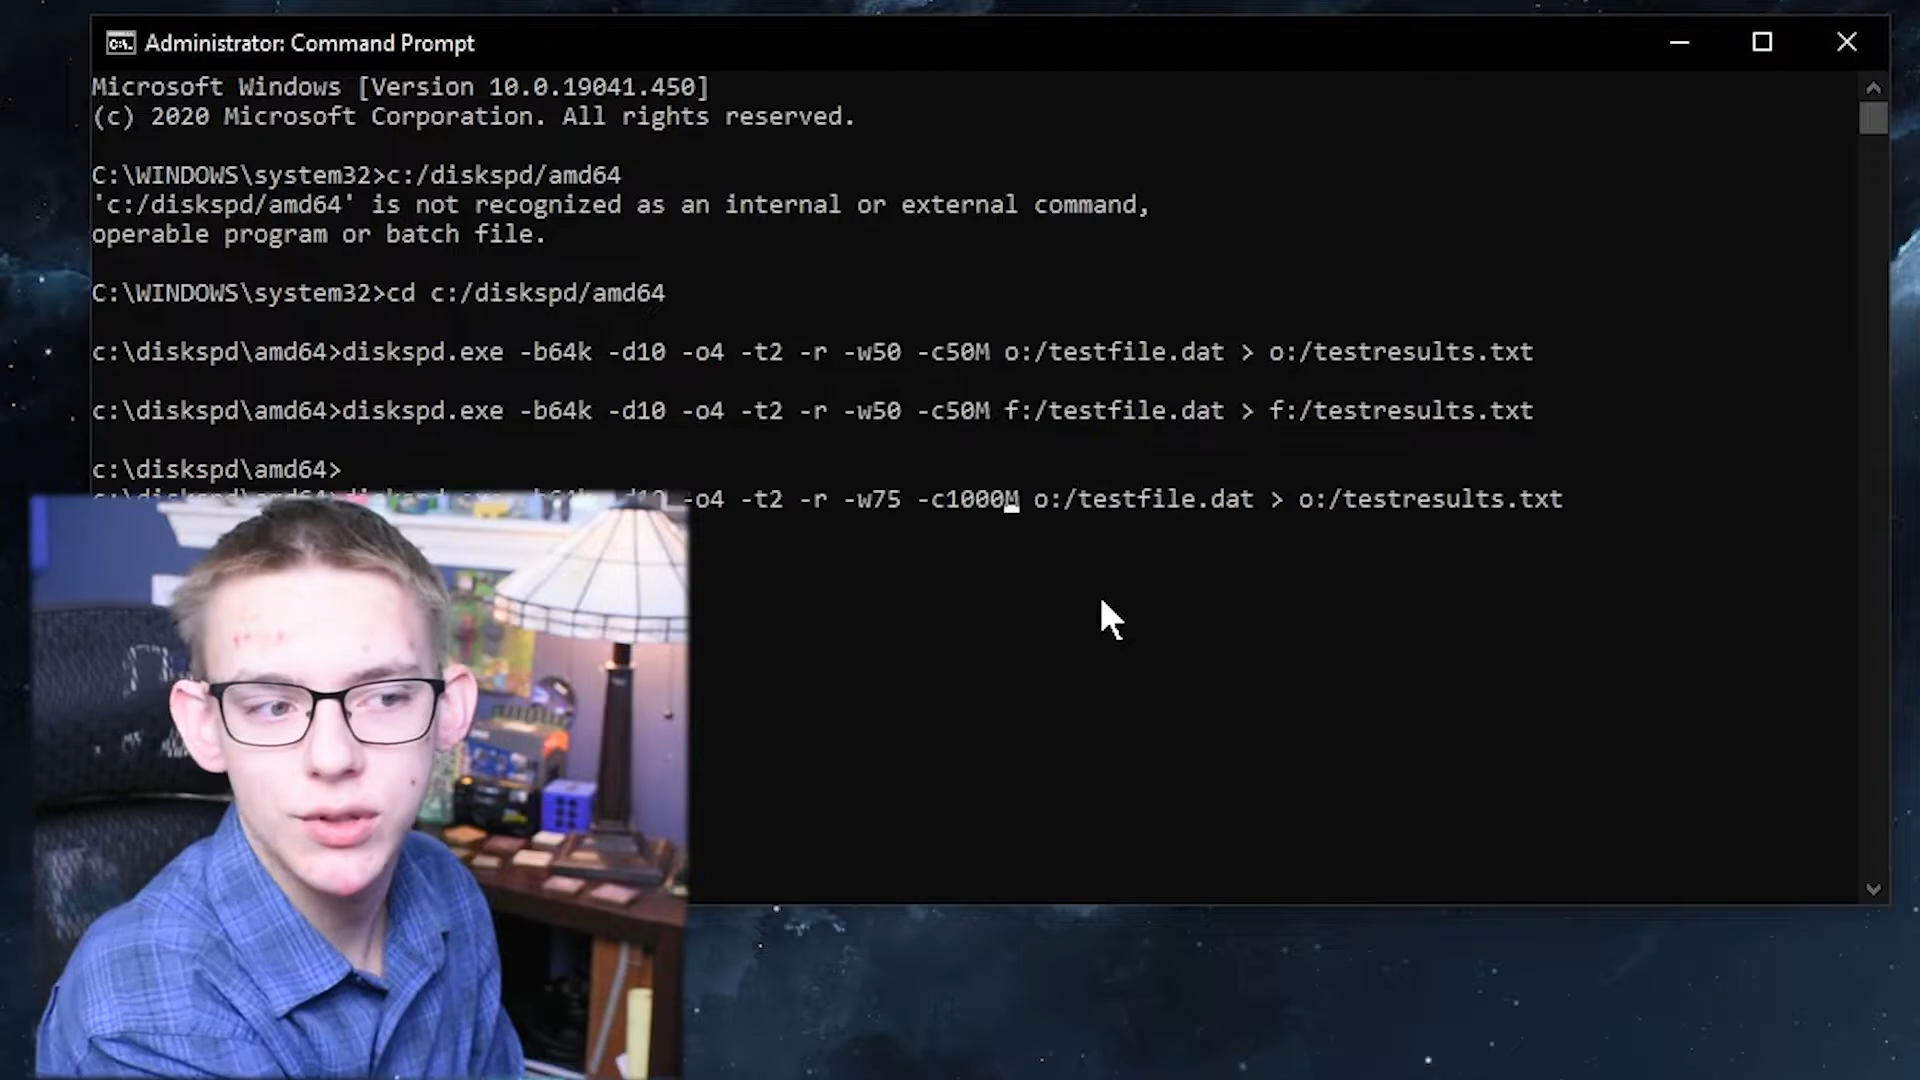 Administrator: Command Prompt
Microsoft Windows [Version 10.0.19041.450]
(c) 2020 Microsoft Corporation. All rights reserved.
C:\WINDOWS\system32>c:/diskspd/amd64
'c:/diskspd/amd64' is not recognized as an internal or external command,
operable program or batch file.
C:\WINDOWS\system32>cd c:/diskspd/amd64
c:\diskspd\amd64>diskspd.exe -b64k -d10 -o4 -t2 -r -w50 -c50M o:/testfile.dat > o:/testresults.txt
c:\diskspd\amd64>diskspd.exe -b64k -d10 -o4 -t2 -r -w50 -c50M f:/testfile.dat > f:/testresults.txt
c:\diskspd\amd64>
-o4 -t2 -r -w75 -c1000M o:/testfile.dat > o:/testresults.txt